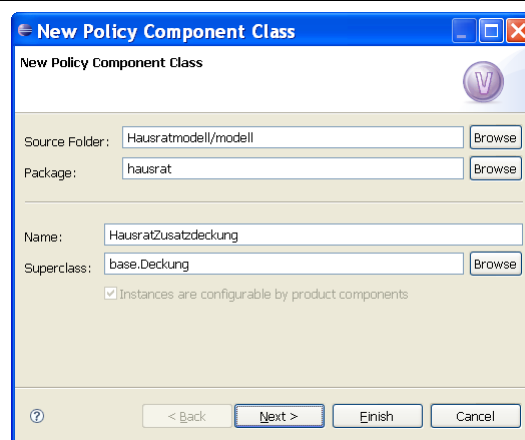 New Policy Component Class
New Policy Component Class
V
Source Folder: Hausratmodell/modell Browse
Package: hausrat Browse
Name: HausratZusatzdeckung
Superclass: base.Deckung Browse
Instances are configurable by product components
? < Back Next > Finish Cancel